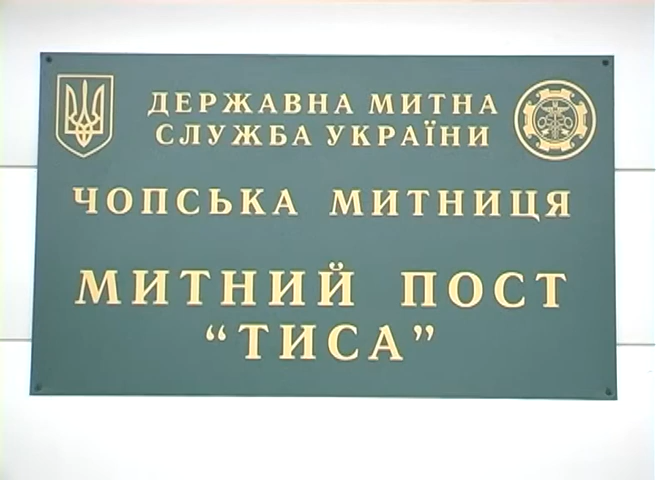 ДЕРЖАВНА МИТНА
СЛУЖБА УКРАЇНИ
ЧОПСЬКА МИТНИЦЯ
МИТНИЙ ПОСТ
“ТИСА”